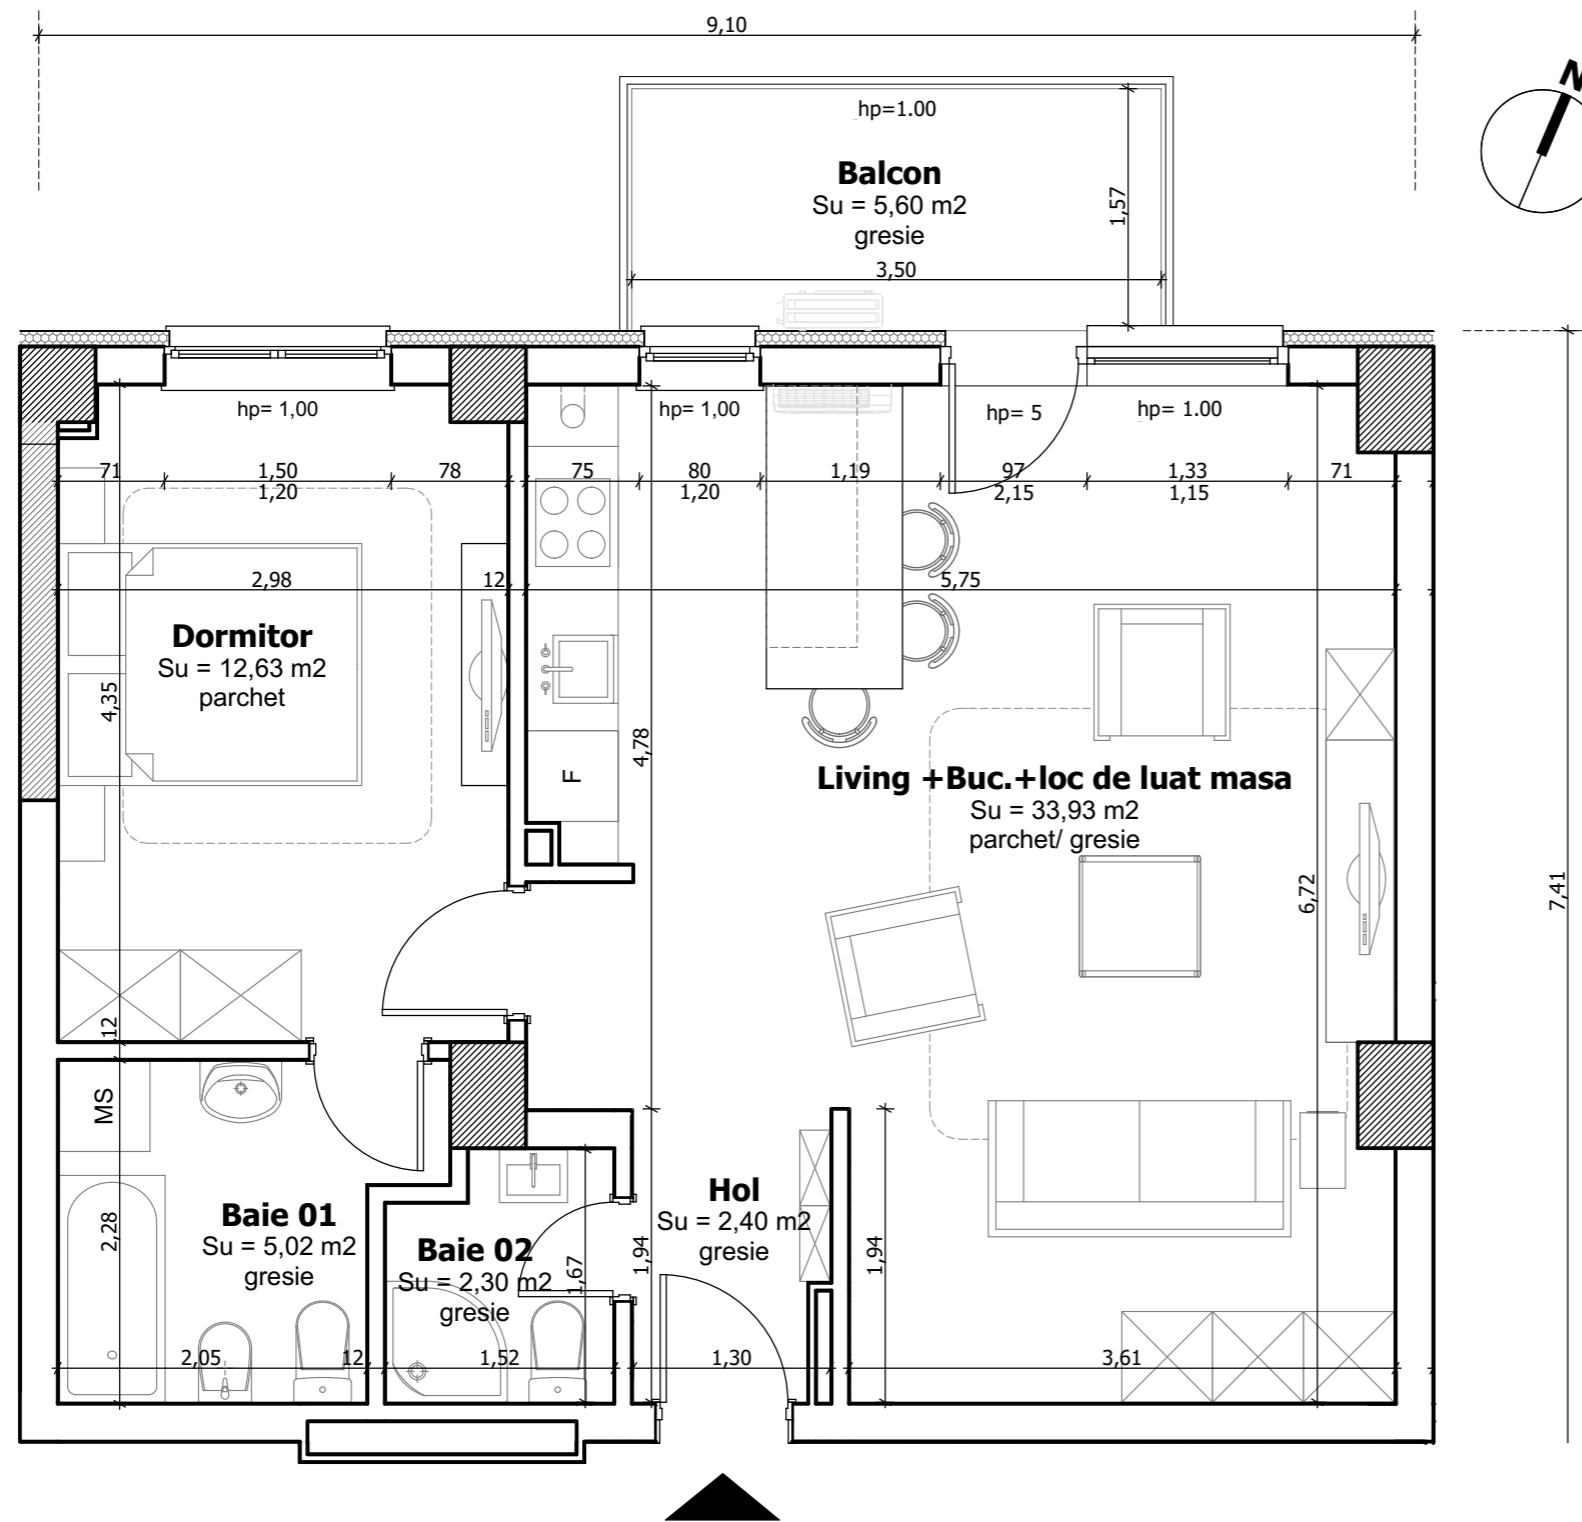 9,10
N
hp=1.00
Balcon
Su = 5,60 m2
gresie
1,57
3,50
hp= 1,00
hp= 1,00
hp= 5
hp= 1.00
71
1,50
1,20
78
75
80
1,20
1,19
97
2,15
1,33
1,15
71
2,98
12
5,75
Dormitor
Su = 12,63 m2
parchet
4,35
4,78
F
Living +Buc.+loc de luat masa
Su = 33,93 m2
parchet/ gresie
6,72
7,41
12
MS
Baie 01
Su = 5,02 m2
gresie
2,28
Baie 02
Su = 2,30 m2
gresie
1,67
1,94
Hol
Su = 2,40 m2
gresie
1,94
2,05
12
1,52
1,30
3,61